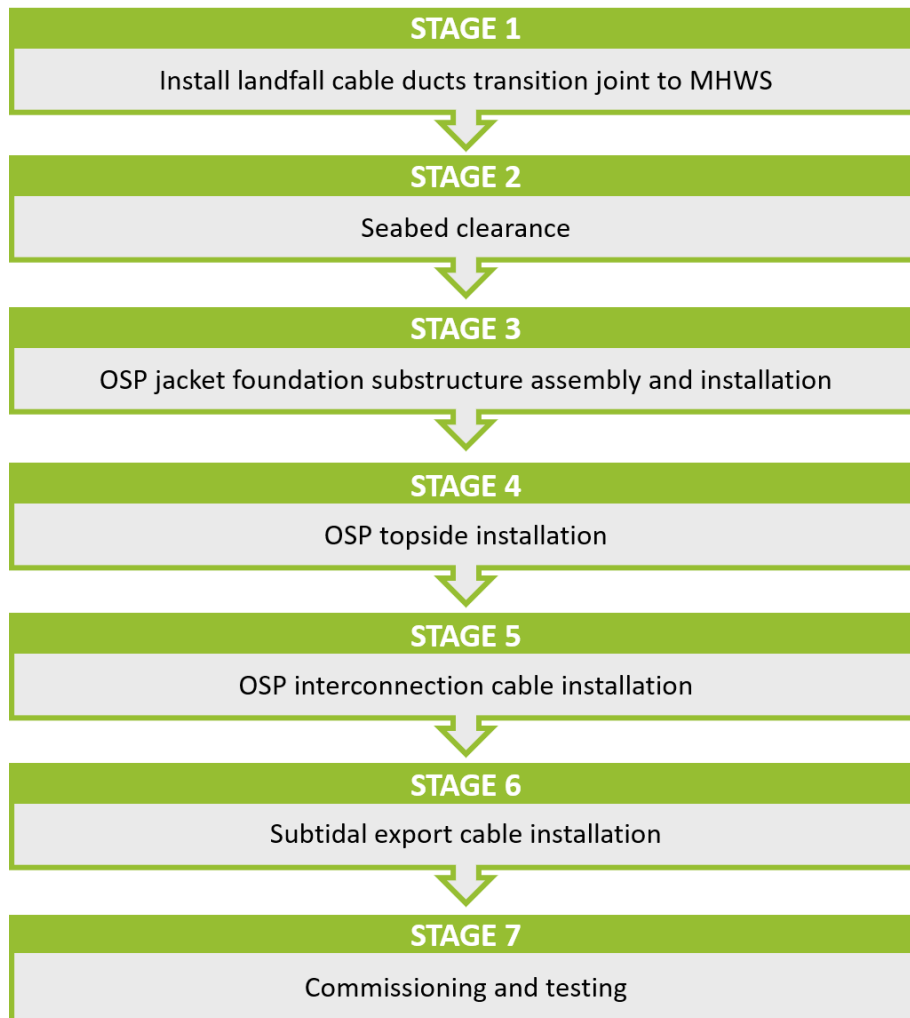 STAGE 1
Install landfall cable ducts transition joint to MHWS
STAGE 2
Seabed clearance
STAGE 3
OSP jacket foundation substructure assembly and installation
STAGE 4
OSP topside installation
STAGE 5
OSP interconnection cable installation
STAGE 6
Subtidal export cable installation
STAGE 7
Commissioning and testing